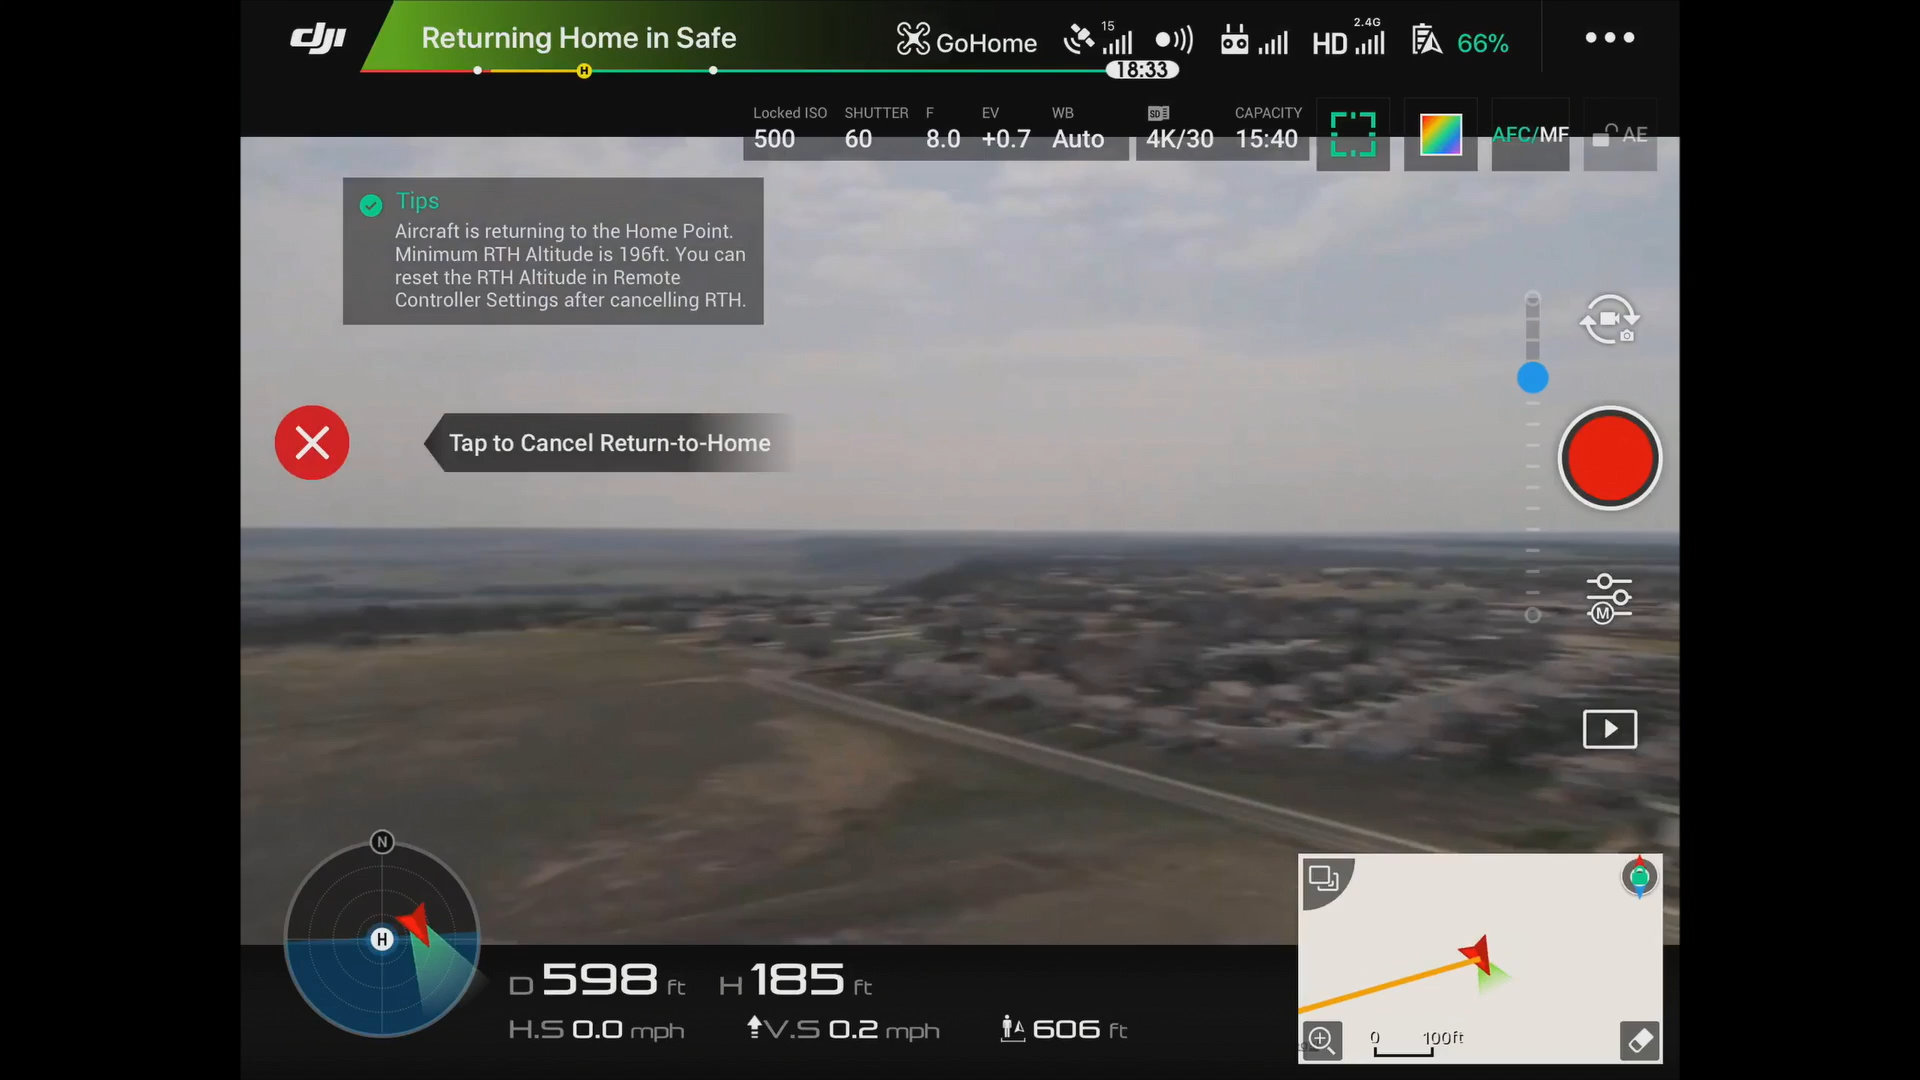 dji Returning Home in Safe GoHome 15 HD 2.4G 66%
H 18:33
Locked ISO SHUTTER F EV WB SD CAPACITY
500 60 8.0 +0.7 Auto 4K/30 15:40 AFC/MF AE
Tips
Aircraft is returning to the Home Point.
Minimum RTH Altitude is 196ft. You can
reset the RTH Altitude in Remote
Controller Settings after cancelling RTH.
Tap to Cancel Return-to-Home
M
N
H
D 598 ft H 185 ft
H.S 0.0 mph V.S 0.2 mph 606 ft
0 100ft